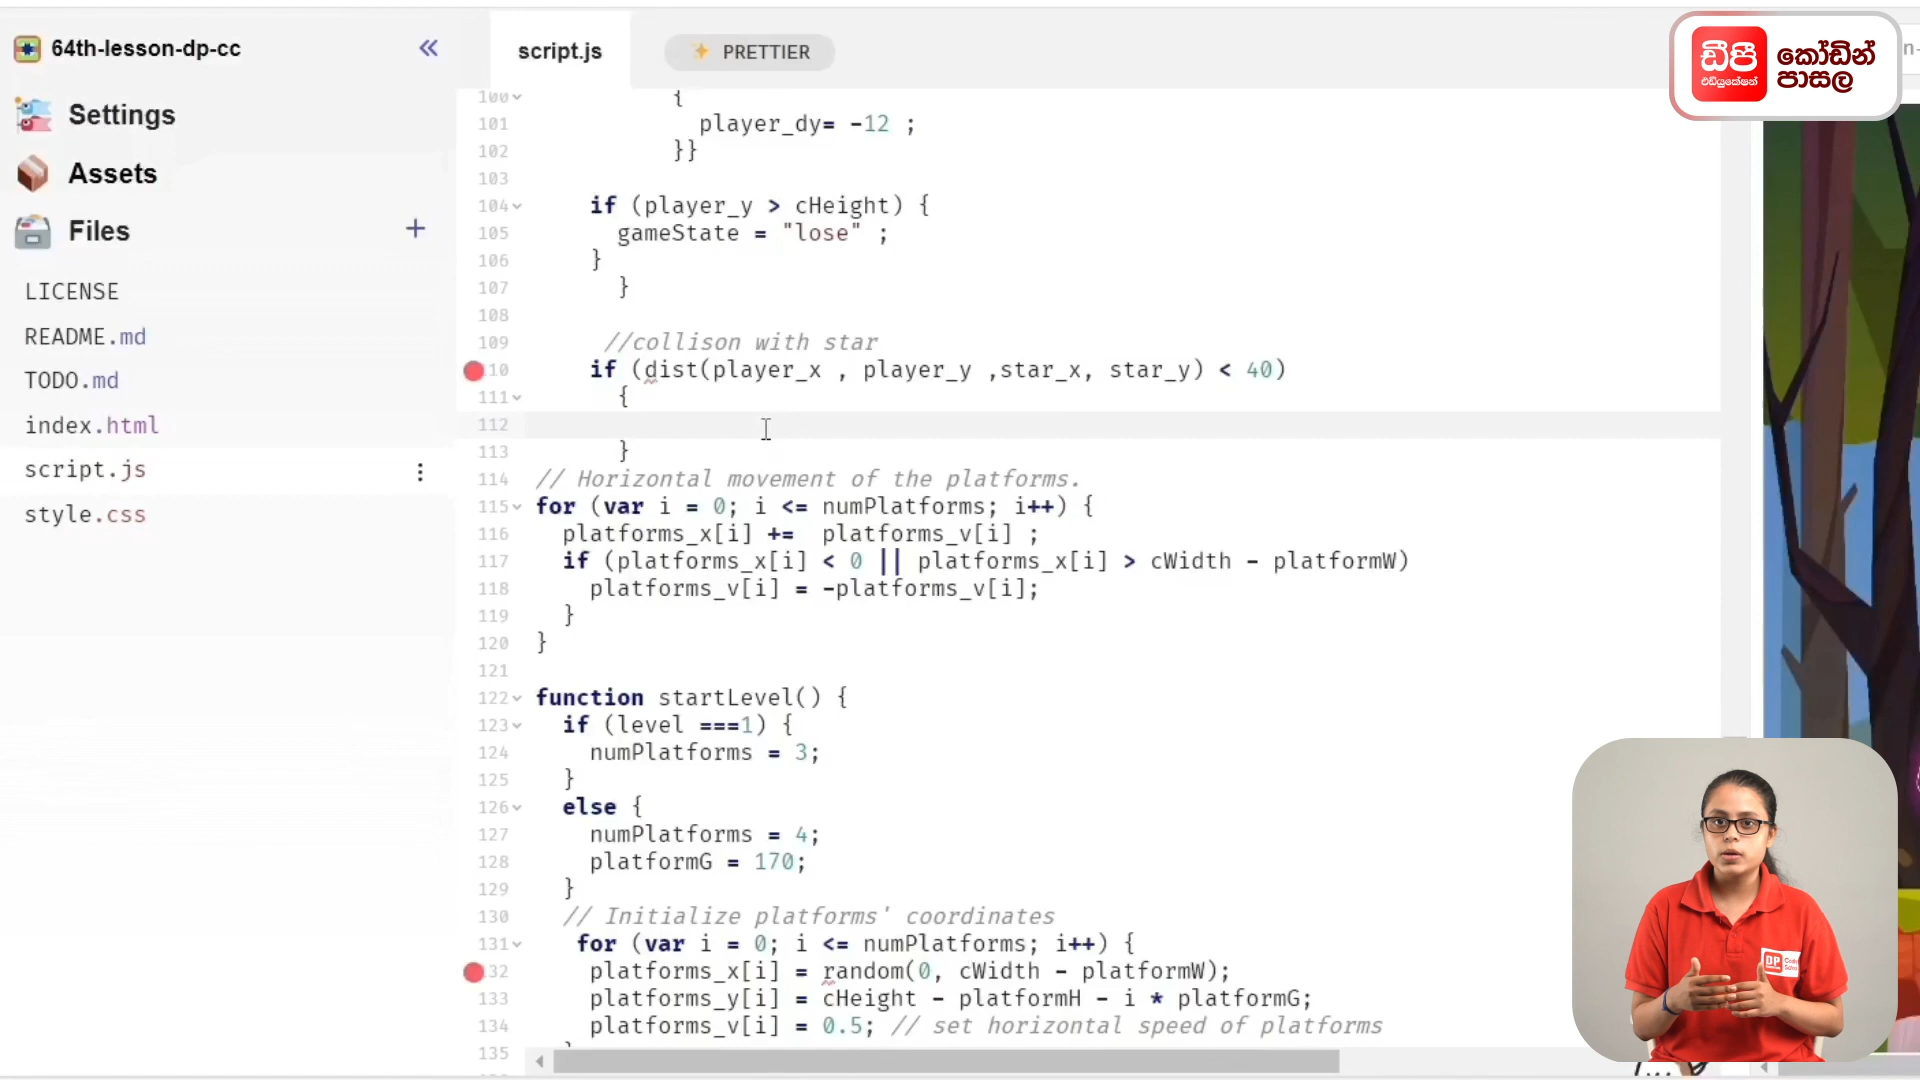 64th-lesson-dp-cc
Settings
Assets
Files
LICENSE
README.md
TODO.md
index.html
script.js
style.css
script.js
PRETTIER
ඩීපී
එඩියුකේෂන්
කෝඩින්
පාසල
100 {
101 player_dy= -12 ;
102 }}
103
104 if (player_y > cHeight) {
105 gameState = "lose" ;
106 }
107 }
108
109 //collison with star
10 if (dist(player_x , player_y ,star_x, star_y) < 40)
111 {
112
113 }
114 // Horizontal movement of the platforms.
115 for (var i = 0; i <= numPlatforms; i++) {
116 platforms_x[i] += platforms_v[i] ;
117 if (platforms_x[i] < 0 || platforms_x[i] > cWidth - platformW)
118 platforms_v[i] = -platforms_v[i];
119 }
120 }
121
122 function startLevel() {
123 if (level ===1) {
124 numPlatforms = 3;
125 }
126 else {
127 numPlatforms = 4;
128 platformG = 170;
129 }
130 // Initialize platforms' coordinates
131 for (var i = 0; i <= numPlatforms; i++) {
32 platforms_x[i] = random(0, cWidth - platformW);
133 platforms_y[i] = cHeight - platformH - i * platformG;
134 platforms_v[i] = 0.5; // set horizontal speed of platforms
135
DP